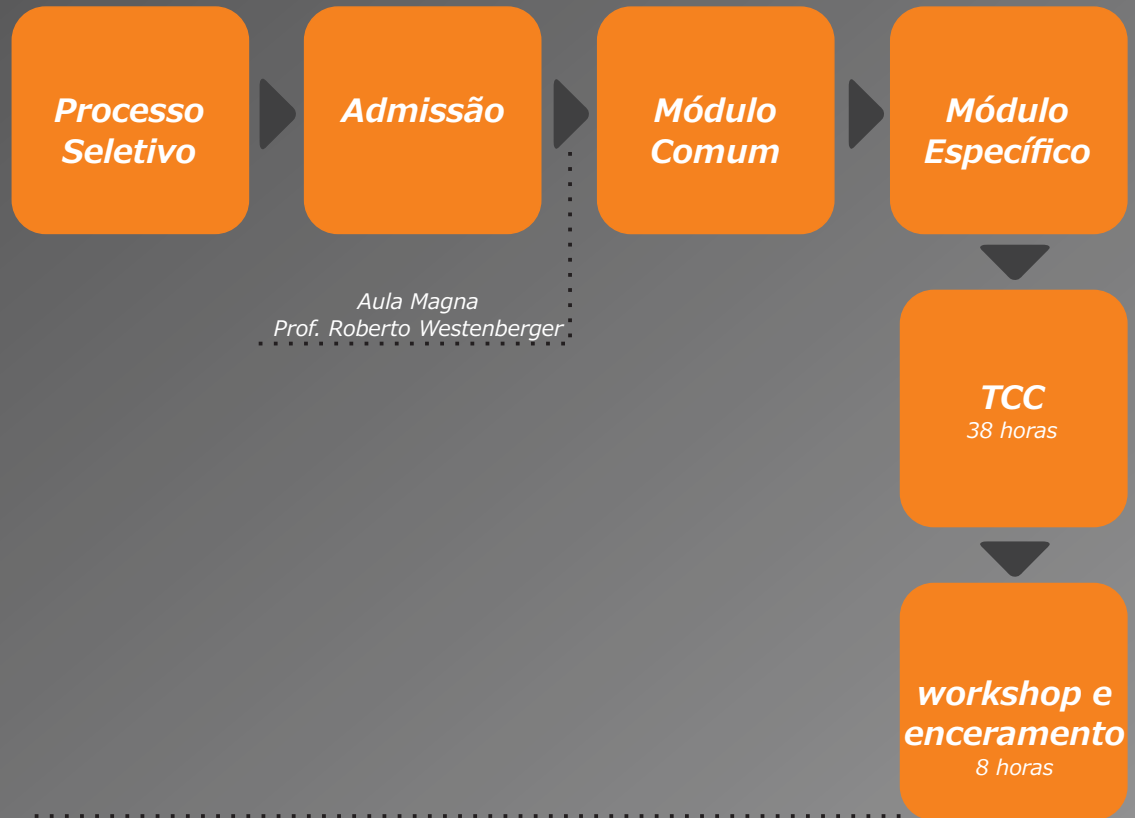 Processo
Seletivo
Admissão
Módulo
Comum
Módulo
Específico
Aula Magna
Prof. Roberto Westenberger
TCC
38 horas
workshop e
enceramento
8 horas